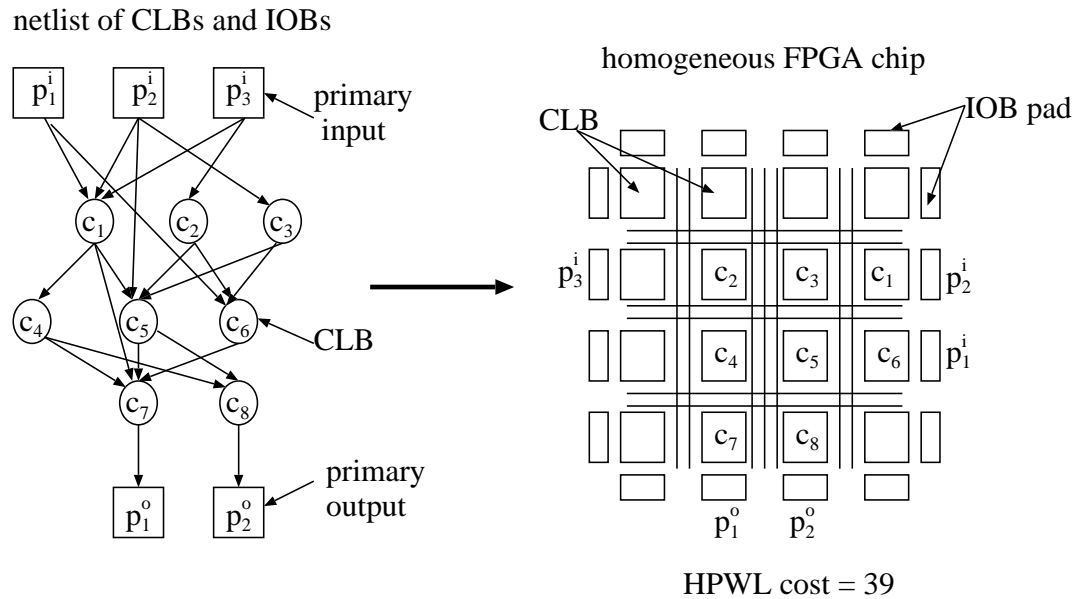 netlist of CLBs and IOBs
p₁ⁱ p₂ⁱ p₃ⁱ
primary
input
c₁ c₂ c₃
c₄ c₅ c₆
CLB
c₇ c₈
primary
output
p₁ᵒ p₂ᵒ
homogeneous FPGA chip
CLB
IOB pad
p₃ⁱ c₂ c₃ c₁ p₂ⁱ
c₄ c₅ c₆ p₁ⁱ
c₇ c₈
p₁ᵒ p₂ᵒ
HPWL cost = 39